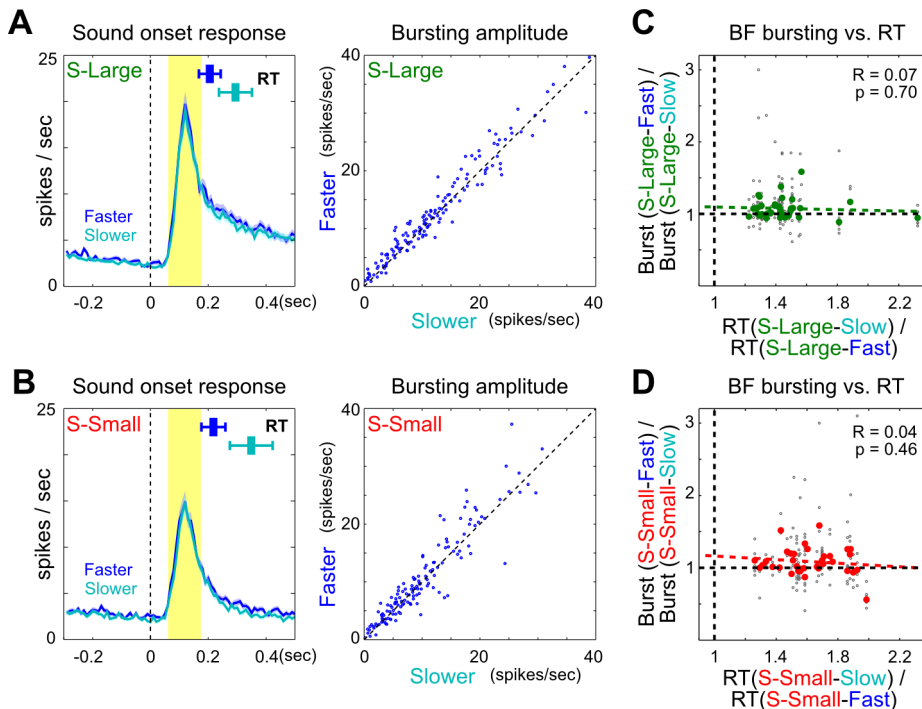 A
Sound onset response
25
S-Large
RT
spikes / sec
Faster
Slower
0
-0.2
0
0.2
0.4(sec)
Bursting amplitude
40
S-Large
Faster (spikes/sec)
20
0
0
20
40
Slower (spikes/sec)
C
BF bursting vs. RT
R = 0.07
p = 0.70
Burst (S-Large-Fast) /
Burst (S-Large-Slow)
3
2
1
1
1.4
1.8
2.2
RT(S-Large-Slow) /
RT(S-Large-Fast)
B
Sound onset response
25
S-Small
RT
spikes / sec
Faster
Slower
0
-0.2
0
0.2
0.4(sec)
Bursting amplitude
40
S-Small
Faster (spikes/sec)
20
0
0
20
40
Slower (spikes/sec)
D
BF bursting vs. RT
R = 0.04
p = 0.46
Burst (S-Small-Fast) /
Burst (S-Small-Slow)
3
2
1
1
1.4
1.8
2.2
RT(S-Small-Slow) /
RT(S-Small-Fast)